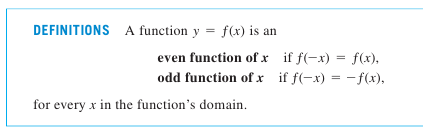 DEFINITIONS A function y = f(x) is an
even function of x if f(−x) = f(x),
odd function of x if f(−x) = −f(x),
for every x in the function's domain.